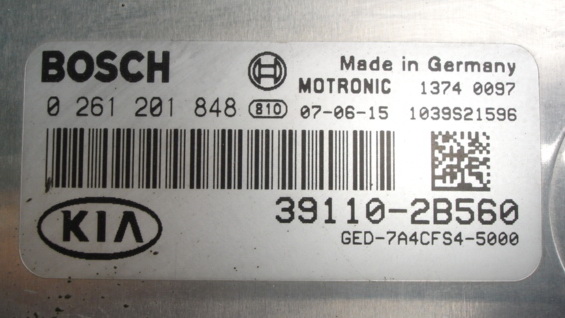 BOSCH Made in Germany
MOTRONIC 1374 0097
0 261 201 848 810 07-06-15 1039S21596
KIA 39110-2B560
GED-7A4CFS4-5000